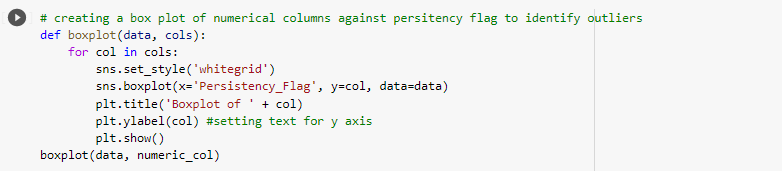 # creating a box plot of numerical columns against persitency flag to identify outliers
def boxplot(data, cols):
    for col in cols:
        sns.set_style('whitegrid')
        sns.boxplot(x='Persistency_Flag', y=col, data=data)
        plt.title('Boxplot of ' + col)
        plt.ylabel(col) #setting text for y axis
        plt.show()
boxplot(data, numeric_col)